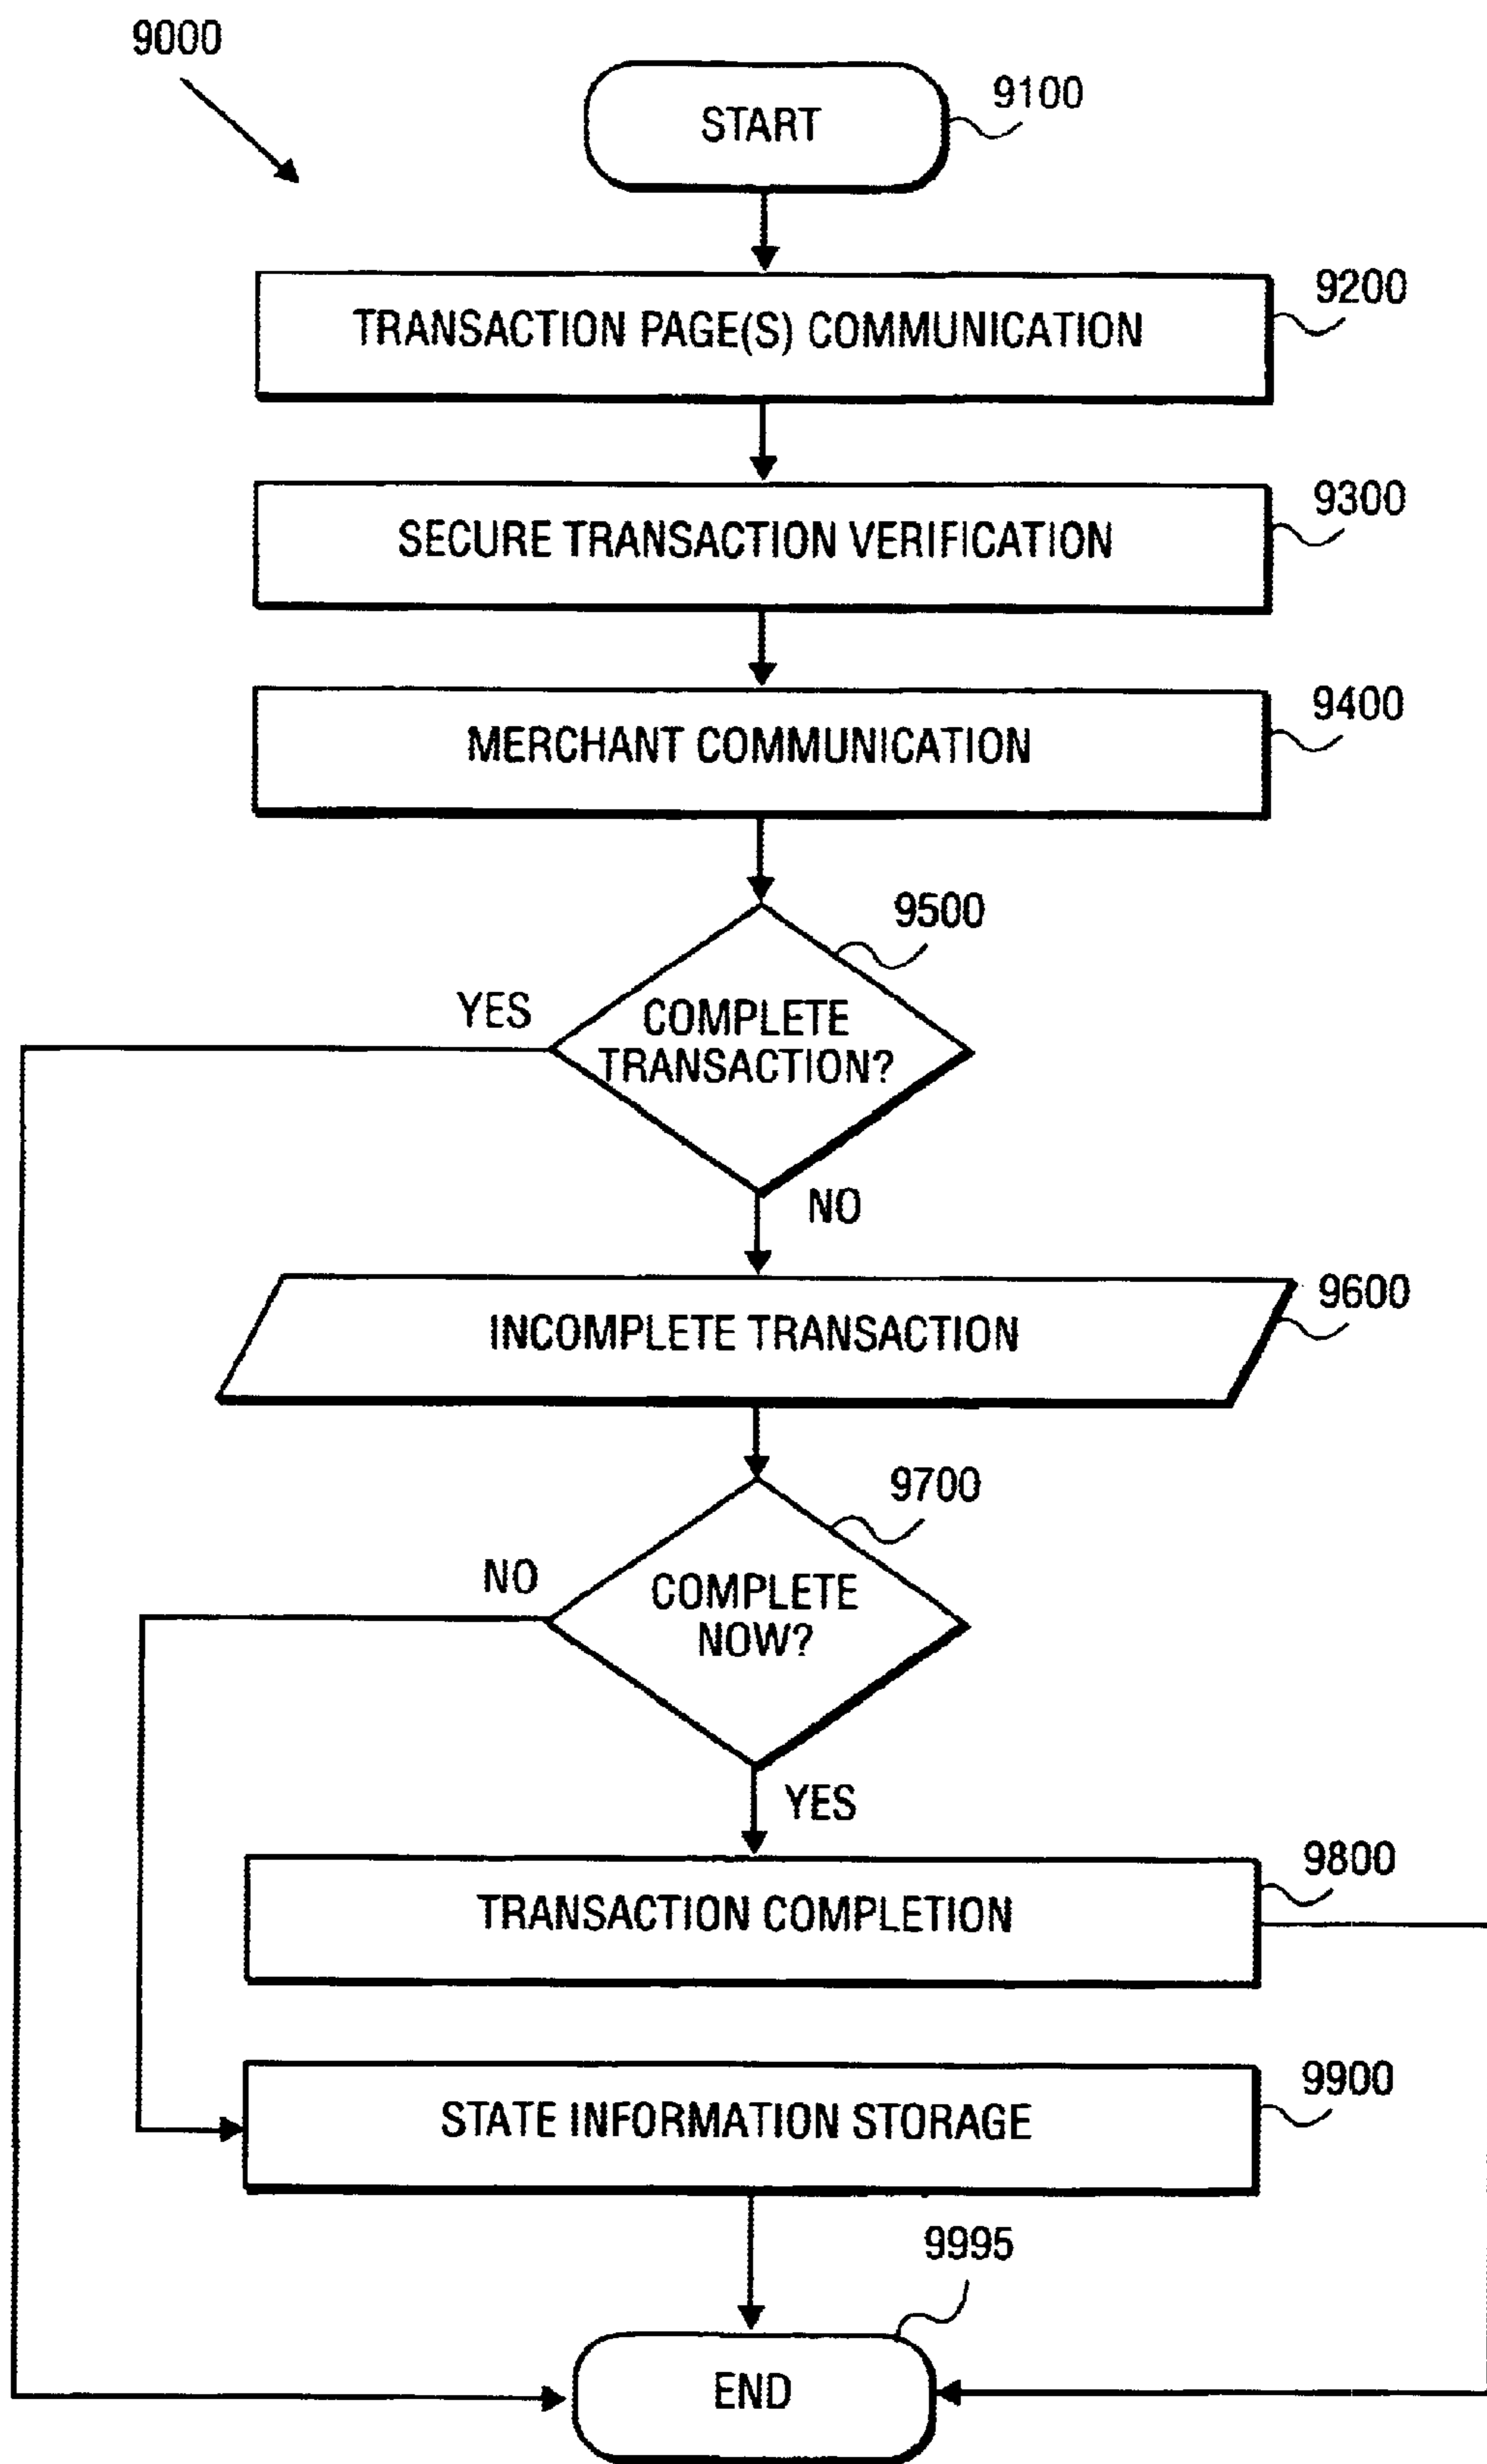 9000
START
9100
TRANSACTION PAGE(S) COMMUNICATION
9200
SECURE TRANSACTION VERIFICATION
9300
MERCHANT COMMUNICATION
9400
9500
YES
COMPLETE
TRANSACTION?
NO
INCOMPLETE TRANSACTION
9600
9700
NO
COMPLETE
NOW?
YES
TRANSACTION COMPLETION
9800
STATE INFORMATION STORAGE
9900
9995
END